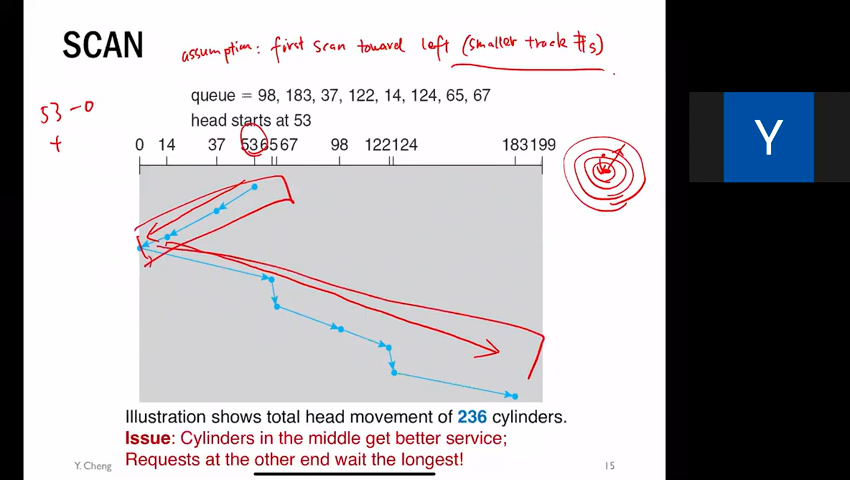 SCAN
assumption: first scan toward left (smaller track #s)
53-0
+
queue = 98, 183, 37, 122, 14, 124, 65, 67
head starts at 53
0 14 37 53 65 67 98 122 124 183 199
Y
Illustration shows total head movement of 236 cylinders.
Issue: Cylinders in the middle get better service;
Requests at the other end wait the longest!
Y. Cheng
15